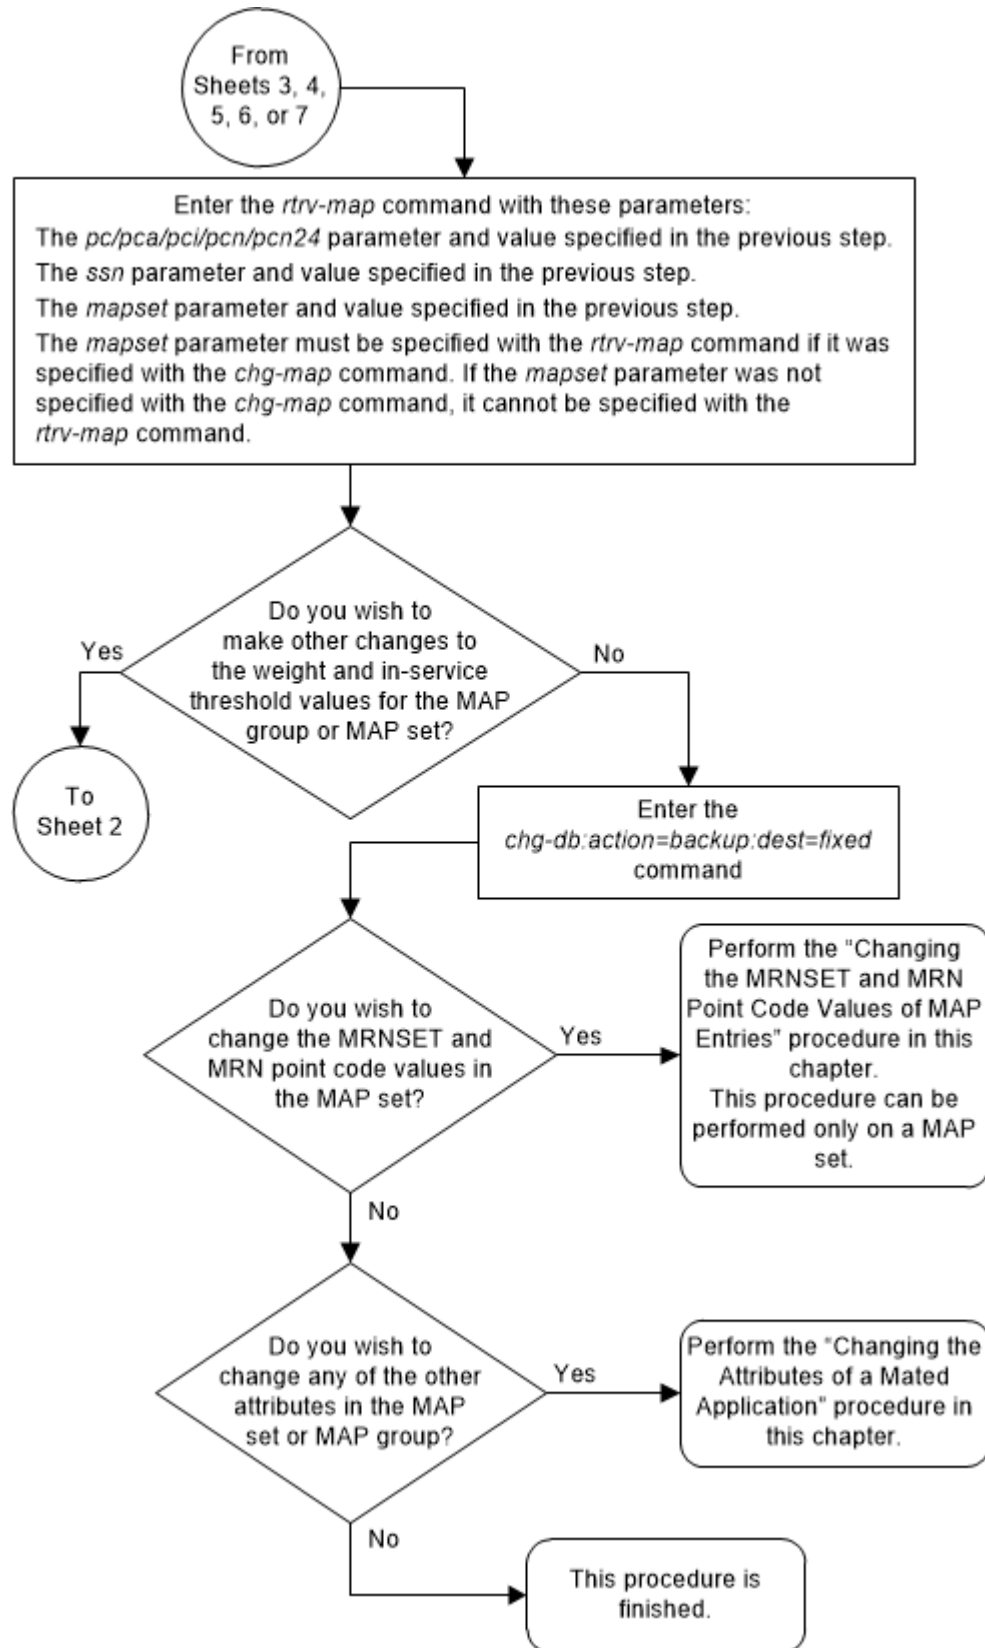 From
Sheets 3, 4,
5, 6, or 7
Enter the rtrv-map command with these parameters:
The pc/pca/pci/pcn/pcn24 parameter and value specified in the previous step.
The ssn parameter and value specified in the previous step.
The mapset parameter and value specified in the previous step.
The mapset parameter must be specified with the rtrv-map command if it was
specified with the chg-map command. If the mapset parameter was not
specified with the chg-map command, it cannot be specified with the
rtrv-map command.
Do you wish to
make other changes to
the weight and in-service
threshold values for the MAP
group or MAP set?
Yes
No
To
Sheet 2
Enter the
chg-db:action=backup:dest=fixed
command
Do you wish to
change the MRNSET and
MRN point code values in
the MAP set?
Yes
Perform the "Changing
the MRNSET and MRN
Point Code Values of MAP
Entries" procedure in this
chapter.
This procedure can be
performed only on a MAP
set.
No
Do you wish to
change any of the other
attributes in the MAP
set or MAP group?
Yes
Perform the "Changing the
Attributes of a Mated
Application" procedure in
this chapter.
No
This procedure is
finished.